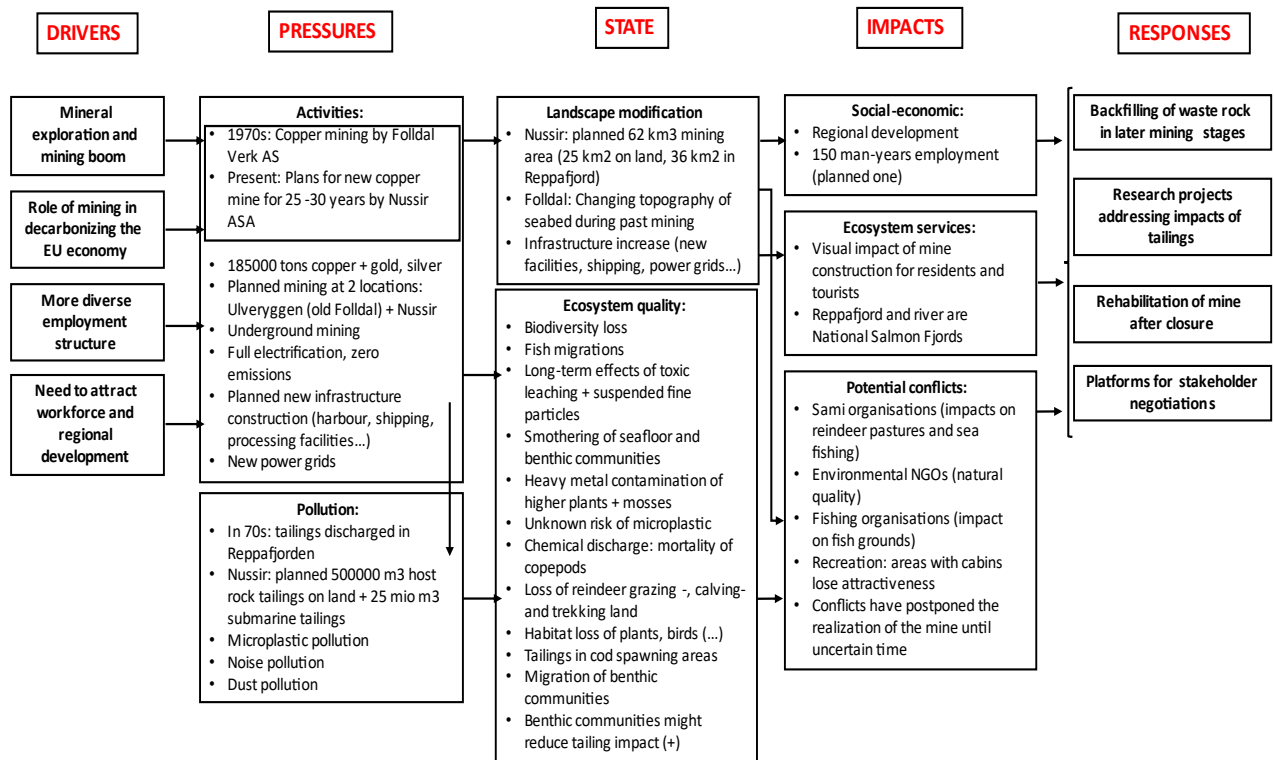 DRIVERS
PRESSURES
STATE
IMPACTS
RESPONSES
Mineral
exploration and
mining boom
Role of mining in
decarbonizing the
EU economy
More diverse
employment
structure
Need to attract
workforce and
regional
development
Activities:
• 1970s: Copper mining by Folldal
Verk AS
• Present: Plans for new copper
mine for 25 -30 years by Nussir
ASA
• 185000 tons copper + gold, silver
• Planned mining at 2 locations:
Ulveryggen (old Folldal) + Nussir
• Underground mining
• Full electrification, zero
emissions
• Planned new infrastructure
construction (harbour, shipping,
processing facilities...)
• New power grids
Pollution:
• In 70s: tailings discharged in
Reppafjorden
• Nussir: planned 500000 m3 host
rock tailings on land + 25 mio m3
submarine tailings
• Microplastic pollution
• Noise pollution
• Dust pollution
Landscape modification
• Nussir: planned 62 km3 mining
area (25 km2 on land, 36 km2 in
Reppafjord)
• Folldal: Changing topography of
seabed during past mining
• Infrastructure increase (new
facilities, shipping, power grids...)
Ecosystem quality:
• Biodiversity loss
• Fish migrations
• Long-term effects of toxic
leaching + suspended fine
particles
• Smothering of seafloor and
benthic communities
• Heavy metal contamination of
higher plants + mosses
• Unknown risk of microplastic
• Chemical discharge: mortality of
copepods
• Loss of reindeer grazing -, calving-
and trekking land
• Habitat loss of plants, birds (...)
• Tailings in cod spawning areas
• Migration of benthic
communities
• Benthic communities might
reduce tailing impact (+)
Social-economic:
• Regional development
• 150 man-years employment
(planned one)
Ecosystem services:
• Visual impact of mine
construction for residents and
tourists
• Reppafjord and river are
National Salmon Fjords
Potential conflicts:
• Sami organisations (impacts on
reindeer pastures and sea
fishing)
• Environmental NGOs (natural
quality)
• Fishing organisations (impact
on fish grounds)
• Recreation: areas with cabins
lose attractiveness
• Conflicts have postponed the
realization of the mine until
uncertain time
Backfilling of waste rock
in later mining stages
Research projects
addressing impacts of
tailings
Rehabilitation of mine
after closure
Platforms for stakeholder
negotiations